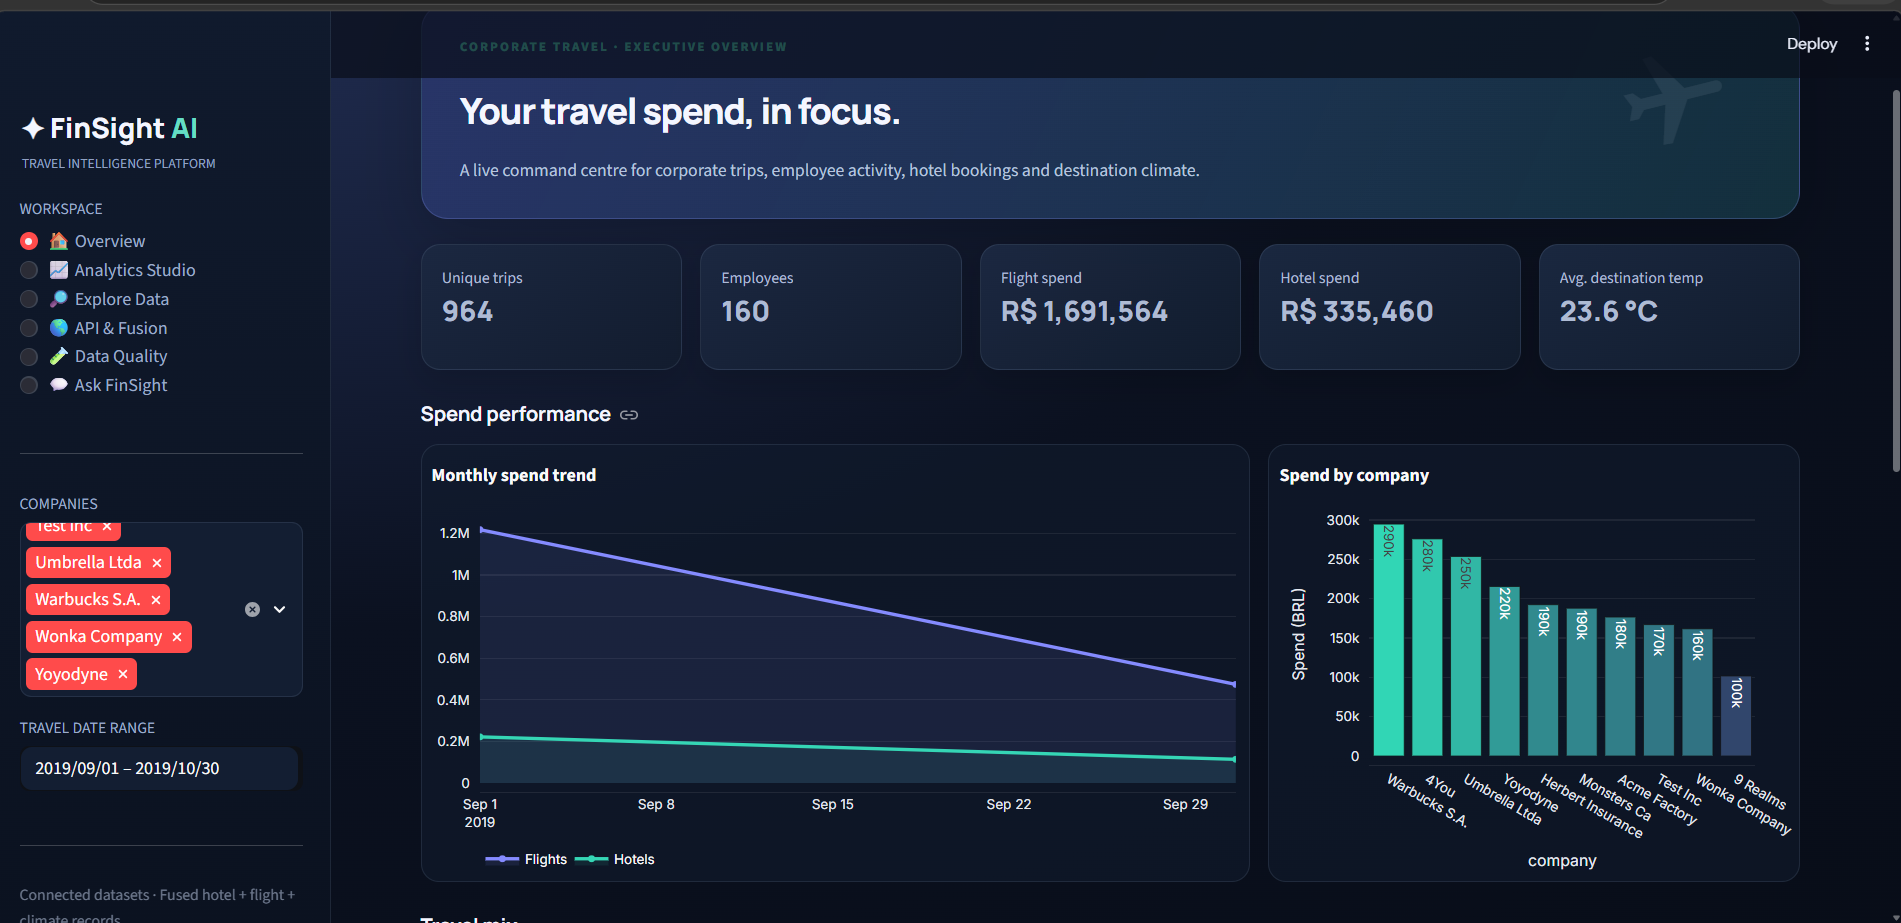 CORPORATE TRAVEL · EXECUTIVE OVERVIEW
Deploy
Your travel spend, in focus.
A live command centre for corporate trips, employee activity, hotel bookings and destination climate.
FinSight AI
TRAVEL INTELLIGENCE PLATFORM
WORKSPACE
Overview
Analytics Studio
Explore Data
API & Fusion
Data Quality
Ask FinSight
COMPANIES
Test Inc ×
Umbrella Ltda ×
Warbucks S.A. ×
Wonka Company ×
Yoyodyne ×
TRAVEL DATE RANGE
2019/09/01 – 2019/10/30
Connected datasets · Fused hotel + flight +
climate records
Unique trips
964
Employees
160
Flight spend
R$ 1,691,564
Hotel spend
R$ 335,460
Avg. destination temp
23.6 °C
Spend performance
Monthly spend trend
1.2M
1M
0.8M
0.6M
0.4M
0.2M
0
Sep 1
2019
Sep 8
Sep 15
Sep 22
Sep 29
Flights
Hotels
Spend by company
Spend (BRL)
300k
250k
200k
150k
100k
50k
0
290k
280k
250k
220k
190k
190k
180k
170k
160k
100k
Warbucks S.A.
4You
Umbrella Ltda
Yoyodyne
Herbert Insurance
Monsters Ca
Acme Factory
Test Inc
Wonka Company
9 Realms
company
Travel mix